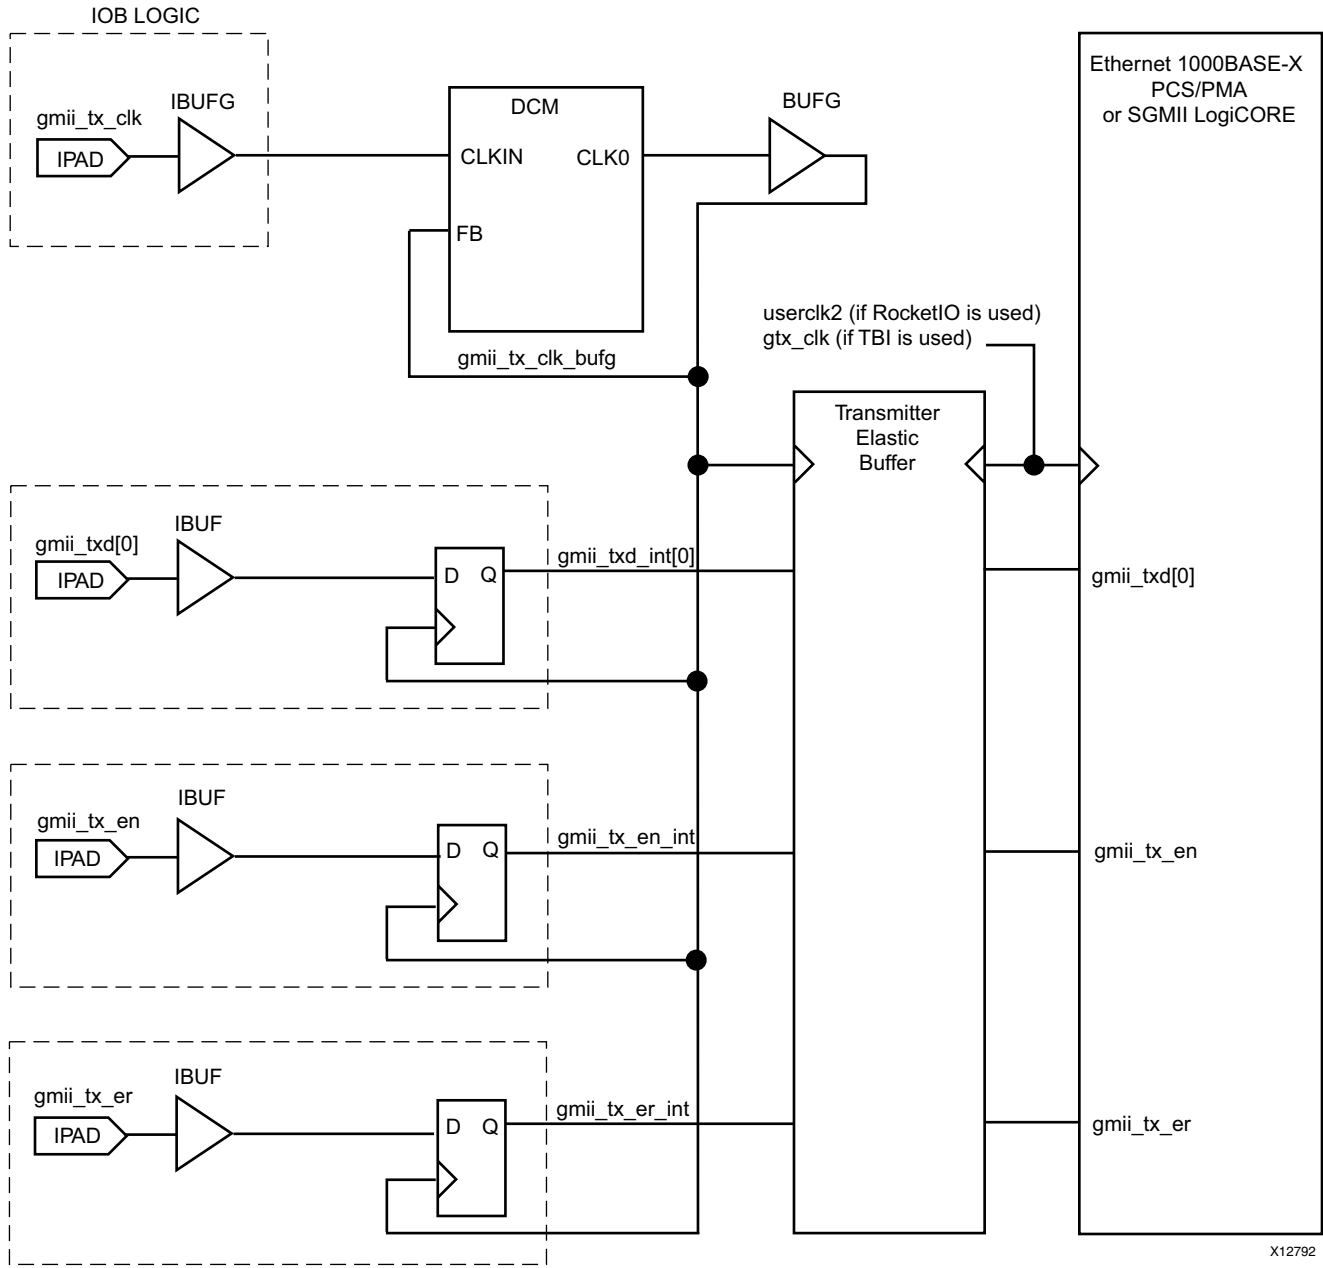 IOB LOGIC
gmii_tx_clk
IPAD
IBUFG
DCM
CLKIN
CLK0
FB
BUFG
Ethernet 1000BASE-X
PCS/PMA
or SGMII LogiCORE
gmii_tx_clk_bufg
userclk2 (if RocketIO is used)
gtx_clk (if TBI is used)
Transmitter
Elastic
Buffer
gmii_txd[0]
IPAD
IBUF
D
Q
gmii_txd_int[0]
gmii_txd[0]
gmii_tx_en
IPAD
IBUF
D
Q
gmii_tx_en_int
gmii_tx_en
gmii_tx_er
IPAD
IBUF
D
Q
gmii_tx_er_int
gmii_tx_er
X12792